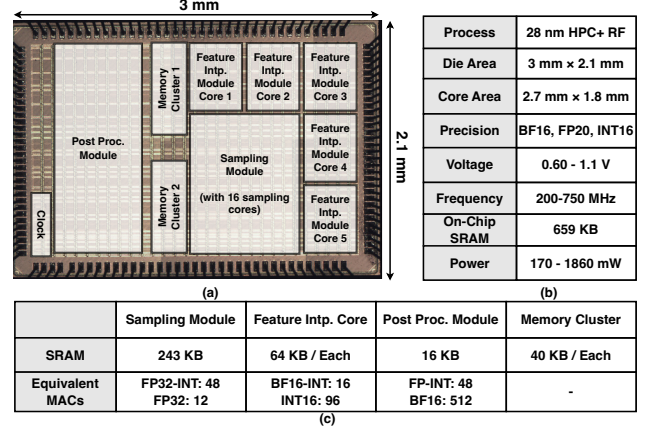 3 mm
Memory
Cluster 1
Feature
Intp.
Module
Core 1
Feature
Intp.
Module
Core 2
Feature
Intp.
Module
Core 3
Post Proc.
Module
Sampling
Module
(with 16 sampling
cores)
Feature
Intp.
Module
Core 4
Memory
Cluster 2
Feature
Intp.
Module
Core 5
Clock
2.1 mm
(a)
Process 28 nm HPC+ RF
Die Area 3 mm × 2.1 mm
Core Area 2.7 mm × 1.8 mm
Precision BF16, FP20, INT16
Voltage 0.60 - 1.1 V
Frequency 200-750 MHz
On-Chip
SRAM 659 KB
Power 170 - 1860 mW
(b)
Sampling Module Feature Intp. Core Post Proc. Module Memory Cluster
SRAM 243 KB 64 KB / Each 16 KB 40 KB / Each
Equivalent FP32-INT: 48 BF16-INT: 16 FP-INT: 48 -
MACs FP32: 12 INT16: 96 BF16: 512
(c)